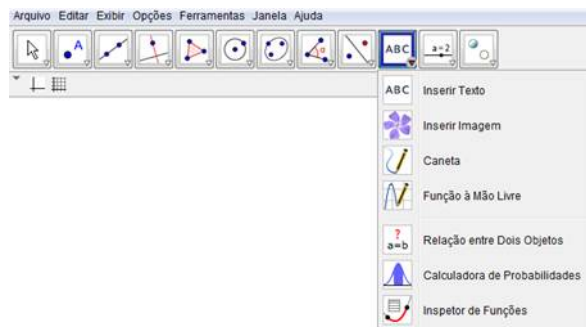 Arquivo Editar Exibir Opções Ferramentas Janela Ajuda
A
α
ABC
a=2
ABC Inserir Texto
Inserir Imagem
Caneta
Função à Mão Livre
?
a=b
Relação entre Dois Objetos
Calculadora de Probabilidades
Inspetor de Funções